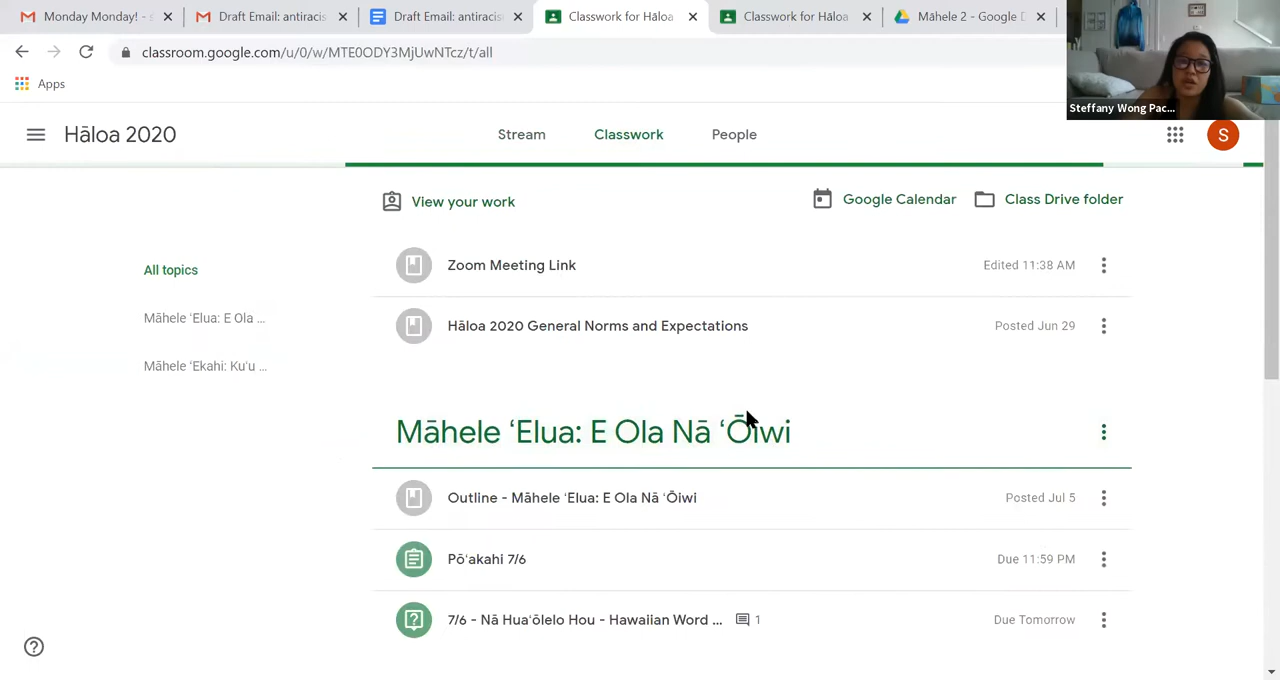 Monday Monday! -
Draft Email: antiracis
Draft Email: antiracis
Classwork for Hāloa
Classwork for Hāloa
Māhele 2 - Google D
classroom.google.com/u/0/w/MTE0ODY3MjUwNTcz/t/all
Apps
Steffany Wong Pac...
Hāloa 2020
Stream
Classwork
People
S
View your work
Google Calendar
Class Drive folder
All topics
Māhele ʻElua: E Ola ...
Māhele ʻEkahi: Kuʻu ...
Zoom Meeting Link
Edited 11:38 AM
Hāloa 2020 General Norms and Expectations
Posted Jun 29
Māhele ʻElua: E Ola Nā ʻŌiwi
Outline - Māhele ʻElua: E Ola Nā ʻŌiwi
Posted Jul 5
Pōʻakahi 7/6
Due 11:59 PM
7/6 - Nā Huaʻōlelo Hou - Hawaiian Word ...
1
Due Tomorrow